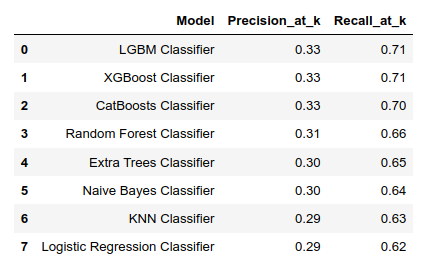 Model Precision_at_k Recall_at_k
0 LGBM Classifier 0.33 0.71
1 XGBoost Classifier 0.33 0.71
2 CatBoosts Classifier 0.33 0.70
3 Random Forest Classifier 0.31 0.66
4 Extra Trees Classifier 0.30 0.65
5 Naive Bayes Classifier 0.30 0.64
6 KNN Classifier 0.29 0.63
7 Logistic Regression Classifier 0.29 0.62